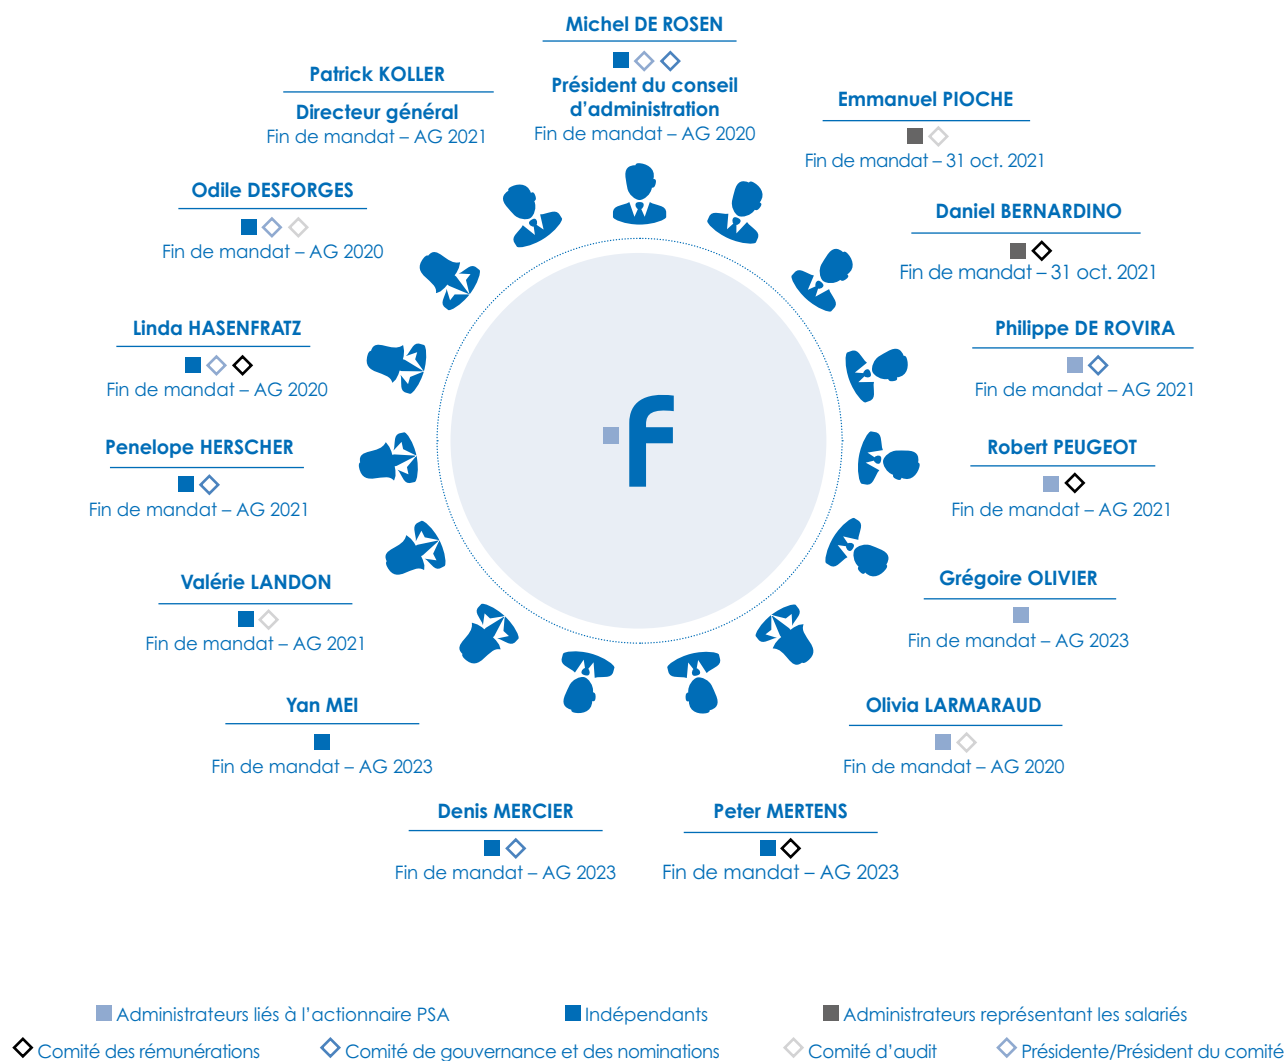 Michel DE ROSEN
Président du conseil
d'administration
Fin de mandat – AG 2020
Patrick KOLLER
Directeur général
Fin de mandat – AG 2021
Emmanuel PIOCHE
Fin de mandat – 31 oct. 2021
Odile DESFORGES
Fin de mandat – AG 2020
Daniel BERNARDINO
Fin de mandat – 31 oct. 2021
Linda HASENFRATZ
Fin de mandat – AG 2020
Philippe DE ROVIRA
Fin de mandat – AG 2021
f
Penelope HERSCHER
Fin de mandat – AG 2021
Robert PEUGEOT
Fin de mandat – AG 2021
Valérie LANDON
Fin de mandat – AG 2021
Grégoire OLIVIER
Fin de mandat – AG 2023
Yan MEI
Fin de mandat – AG 2023
Olivia LARMARAUD
Fin de mandat – AG 2020
Denis MERCIER
Fin de mandat – AG 2023
Peter MERTENS
Fin de mandat – AG 2023
Administrateurs liés à l'actionnaire PSA
Indépendants
Administrateurs représentant les salariés
Comité des rémunérations
Comité de gouvernance et des nominations
Comité d'audit
Présidente/Président du comité